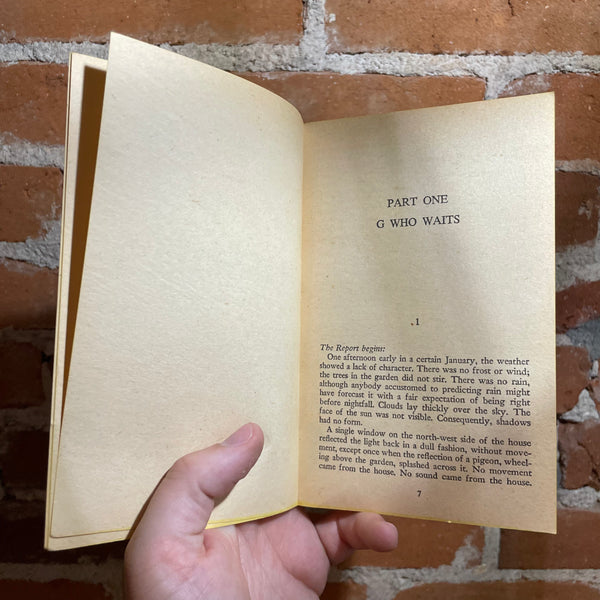 PART ONE
G WHO WAITS
.1
The Report begins:
One afternoon early in a certain January, the weather
showed a lack of character. There was no frost or wind;
the trees in the garden did not stir. There was no rain,
although anybody accustomed to predicting rain might
have forecast it with a fair expectation of being right
before nightfall. Clouds lay thickly over the sky. The
face of the sun was not visible. Consequently, shadows
had no form.
A single window on the north-west side of the house
reflected the light back in a dull fashion, without move-
ment, except once when the reflection of a pigeon, wheel-
ing above the garden, splashed across it. No movement
came from the house. No sound came from the house.
7